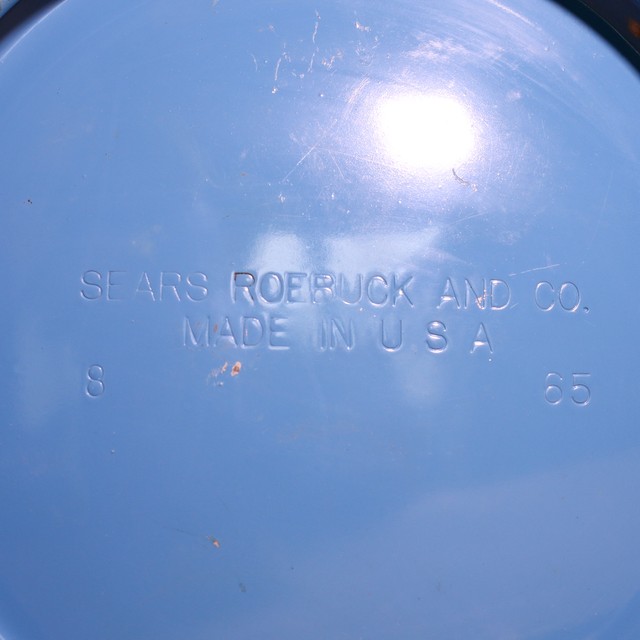 SEARS ROEBUCK AND CO.
MADE IN U S A
8 65